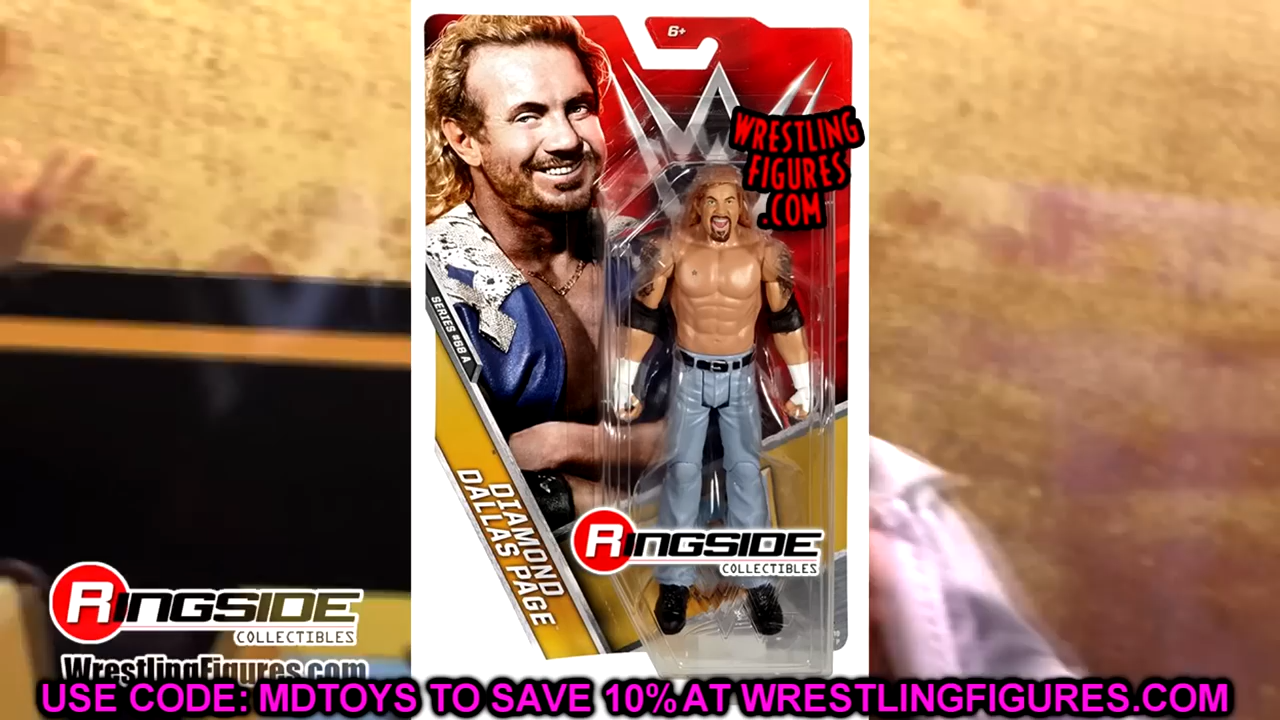 6+
WRESTLING
FIGURES
.COM
SERIES #68 A
DIAMOND
DALLAS PAGE
RINGSIDE
COLLECTIBLES
RINGSIDE
COLLECTIBLES
WrestlingFigures.com
USE CODE: MDTOYS TO SAVE 10% AT WRESTLINGFIGURES.COM